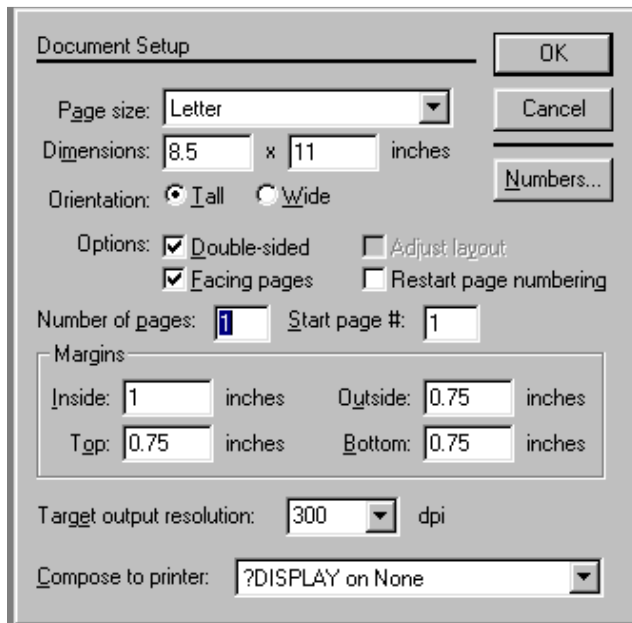 Document Setup
OK
Page size: Letter
Cancel
Dimensions: 8.5 x 11 inches
Numbers...
Orientation: Tall Wide
Options: Double-sided Adjust layout
Facing pages Restart page numbering
Number of pages: 1 Start page #: 1
Margins
Inside: 1 inches Outside: 0.75 inches
Top: 0.75 inches Bottom: 0.75 inches
Target output resolution: 300 dpi
Compose to printer: ?DISPLAY on None